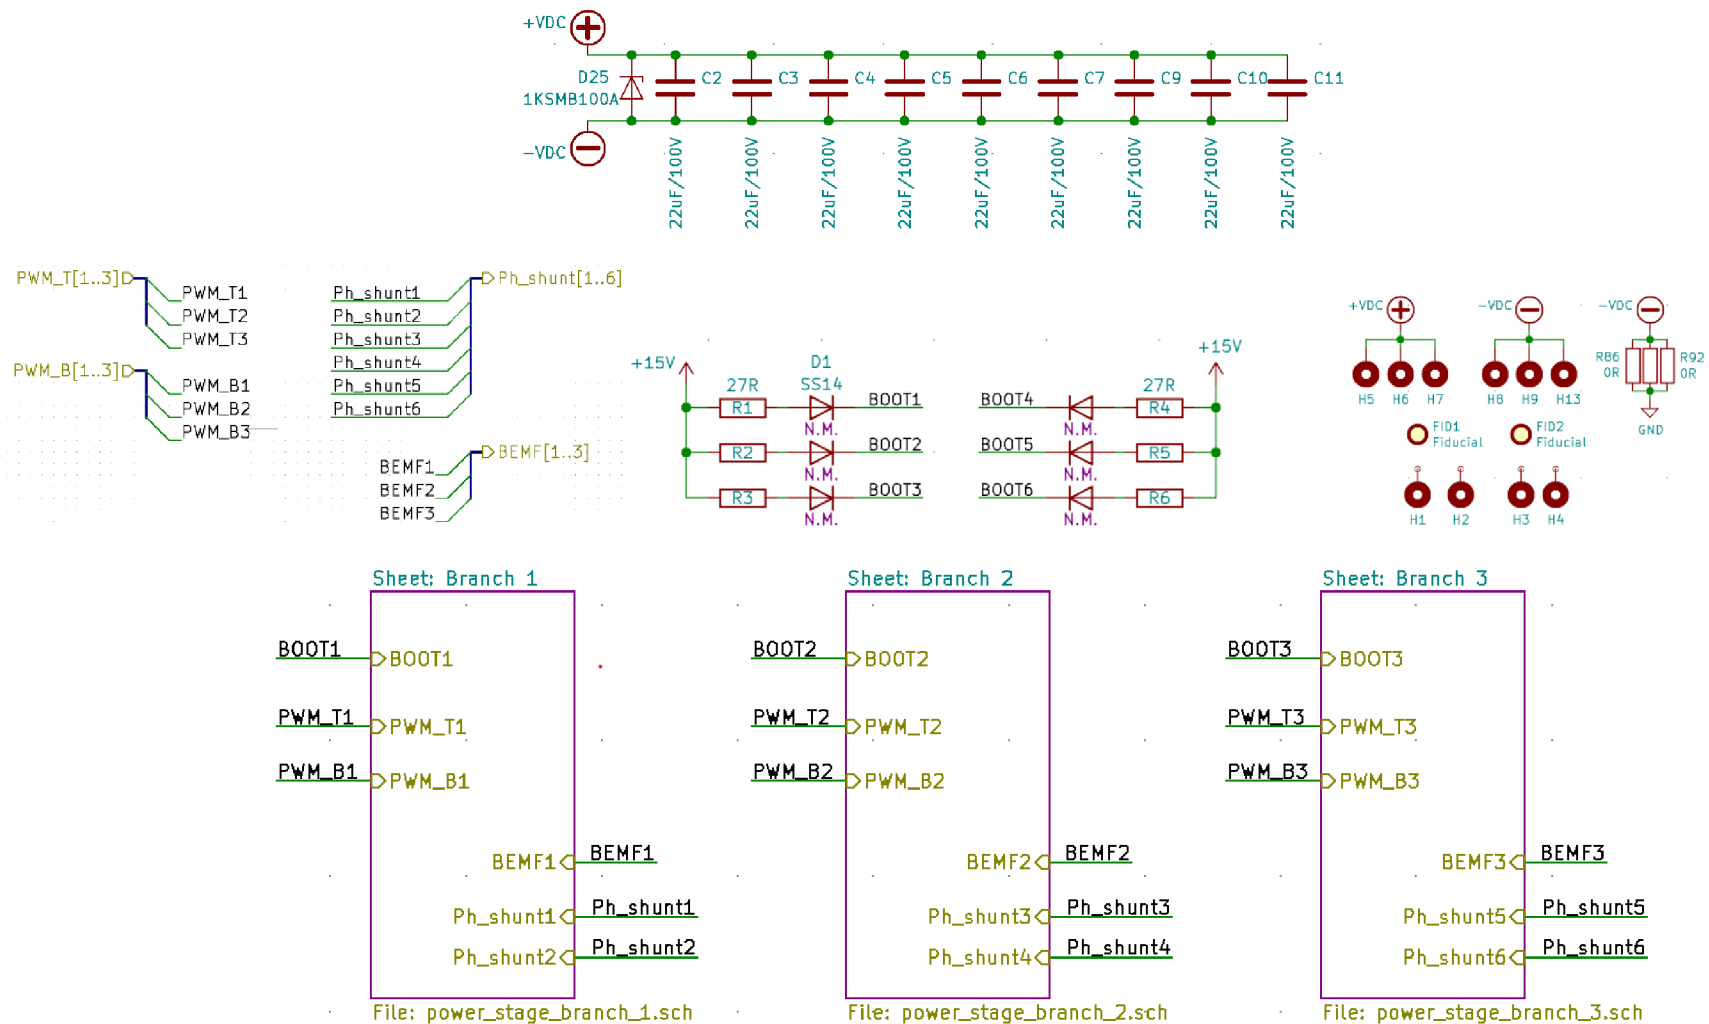 +VDC
D25
1KSMB100A
C2
C3
C4
C5
C6
C7
C9
C10
C11
-VDC
22uF/100V
22uF/100V
22uF/100V
22uF/100V
22uF/100V
22uF/100V
22uF/100V
22uF/100V
22uF/100V
PWM_T[1..3]
PWM_T1
PWM_T2
PWM_T3
PWM_B[1..3]
PWM_B1
PWM_B2
PWM_B3
Ph_shunt[1..6]
Ph_shunt1
Ph_shunt2
Ph_shunt3
Ph_shunt4
Ph_shunt5
Ph_shunt6
BEMF[1..3]
BEMF1
BEMF2
BEMF3
+15V
27R
R1
R2
R3
D1
SS14
N.M.
N.M.
N.M.
BOOT1
BOOT2
BOOT3
BOOT4
BOOT5
BOOT6
N.M.
N.M.
N.M.
+15V
27R
R4
R5
R6
+VDC
H5
H6
H7
-VDC
H8
H9
H13
-VDC
R86
0R
R92
0R
GND
FID1
Fiducial
FID2
Fiducial
H1
H2
H3
H4
Sheet: Branch 1
BOOT1
BOOT1
PWM_T1
PWM_T1
PWM_B1
PWM_B1
BEMF1
BEMF1
Ph_shunt1
Ph_shunt1
Ph_shunt2
Ph_shunt2
File: power_stage_branch_1.sch
Sheet: Branch 2
BOOT2
BOOT2
PWM_T2
PWM_T2
PWM_B2
PWM_B2
BEMF2
BEMF2
Ph_shunt3
Ph_shunt3
Ph_shunt4
Ph_shunt4
File: power_stage_branch_2.sch
Sheet: Branch 3
BOOT3
BOOT3
PWM_T3
PWM_T3
PWM_B3
PWM_B3
BEMF3
BEMF3
Ph_shunt5
Ph_shunt5
Ph_shunt6
Ph_shunt6
File: power_stage_branch_3.sch